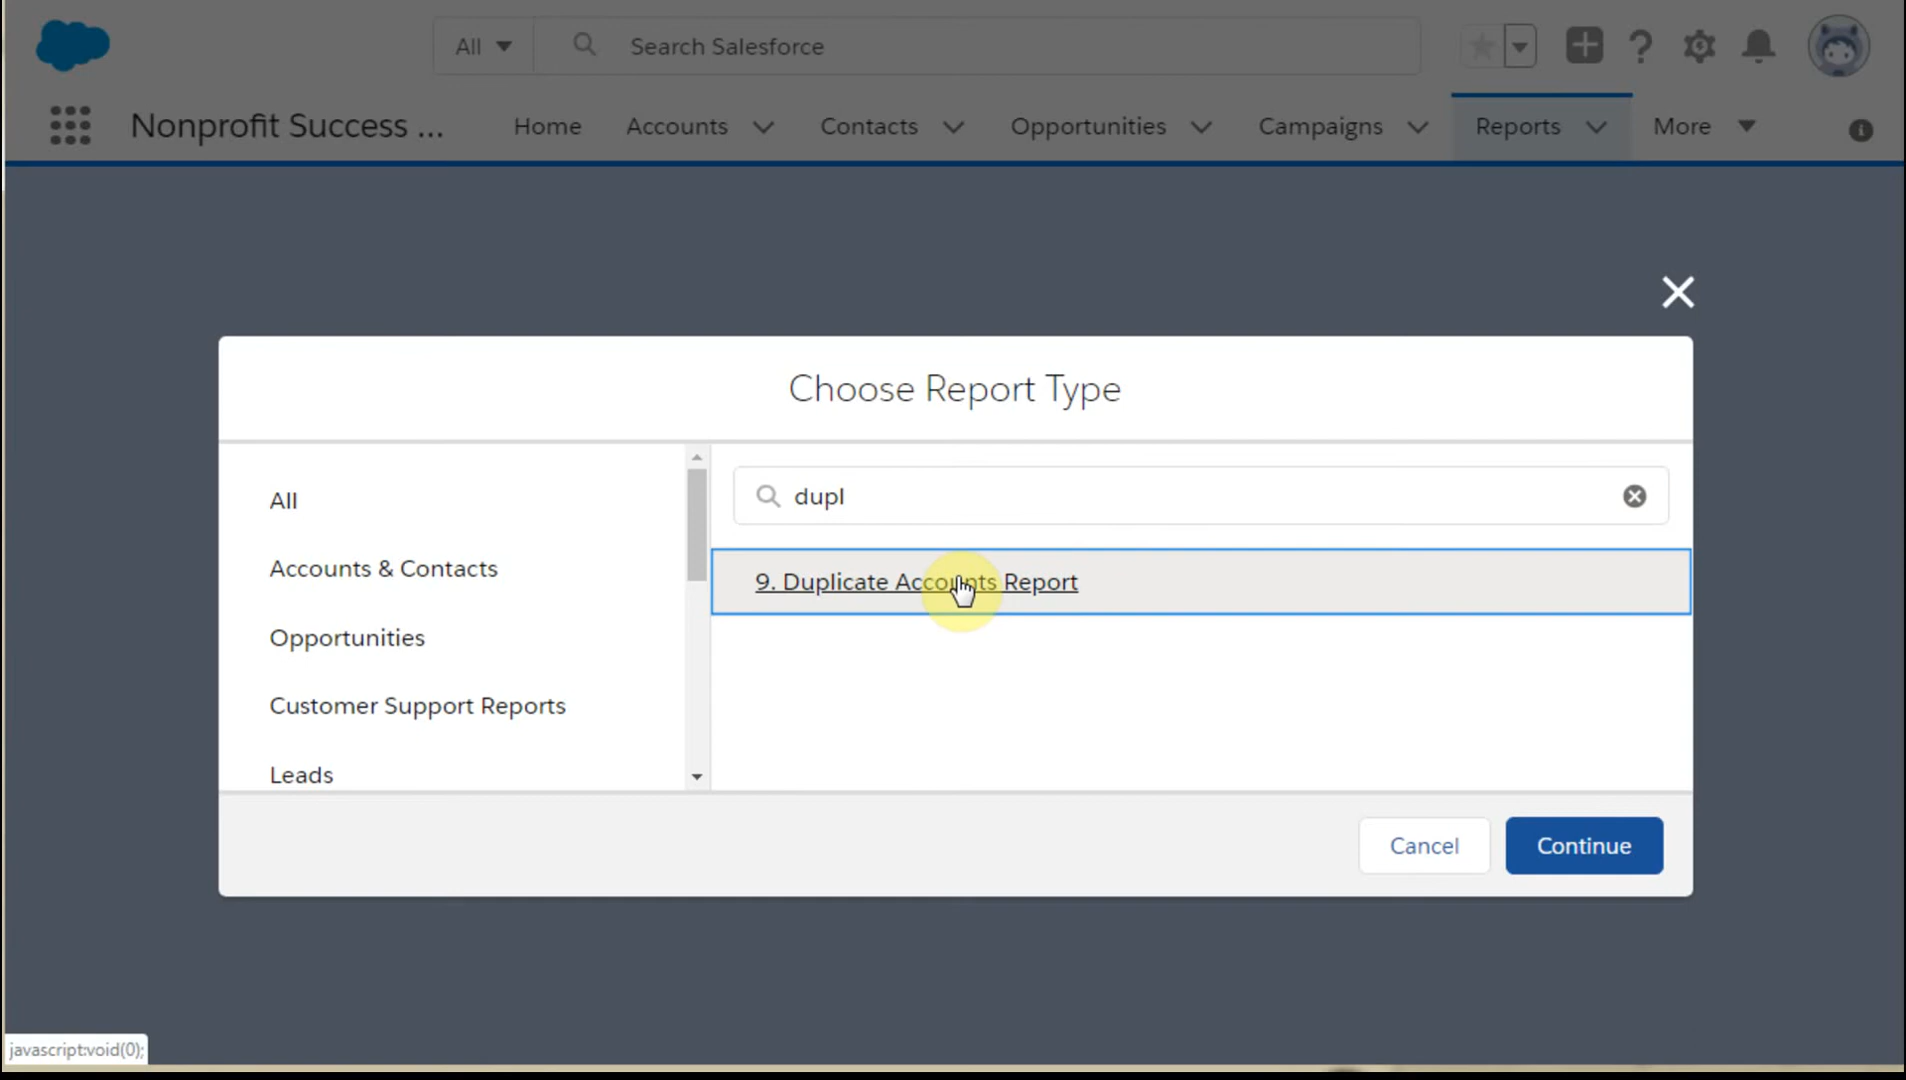 All
Search Salesforce
Nonprofit Success ...
Home
Accounts
Contacts
Opportunities
Campaigns
Reports
More
Choose Report Type
All
Accounts & Contacts
Opportunities
Customer Support Reports
Leads
dupl
9. Duplicate Accounts Report
Cancel
Continue
javascript:void(0);